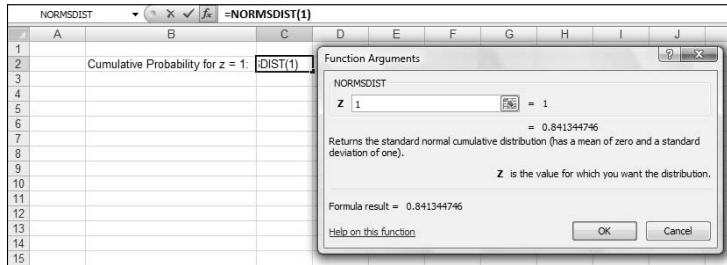 NORMSDIST fx =NORMSDIST(1)
A B C D E F G H I J
1
2 Cumulative Probability for z = 1: :DIST(1)
3
4
5
6
7
8
9
10
11
12
13
14
15
Function Arguments
NORMSDIST
Z 1 = 1
= 0.841344746
Returns the standard normal cumulative distribution (has a mean of zero and a standard
deviation of one).
Z is the value for which you want the distribution.
Formula result = 0.841344746
Help on this function OK Cancel